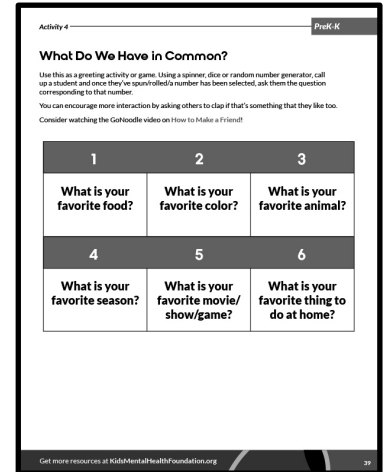 Activity 4
PreK-K
What Do We Have in Common?
Use this as a greeting activity or game. Using a spinner, dice or random number generator, call
up a student and once they've spun/rolled/a number has been selected, ask them the question
corresponding to that number.
You can encourage more interaction by asking others to clap if that's something that they like too.
Consider watching the GoNoodle video on How to Make a Friend!
1
2
3
What is your
favorite food?
What is your
favorite color?
What is your
favorite animal?
4
5
6
What is your
favorite season?
What is your
favorite movie/
show/game?
What is your
favorite thing to
do at home?
Get more resources at KidsMentalHealthFoundation.org
39